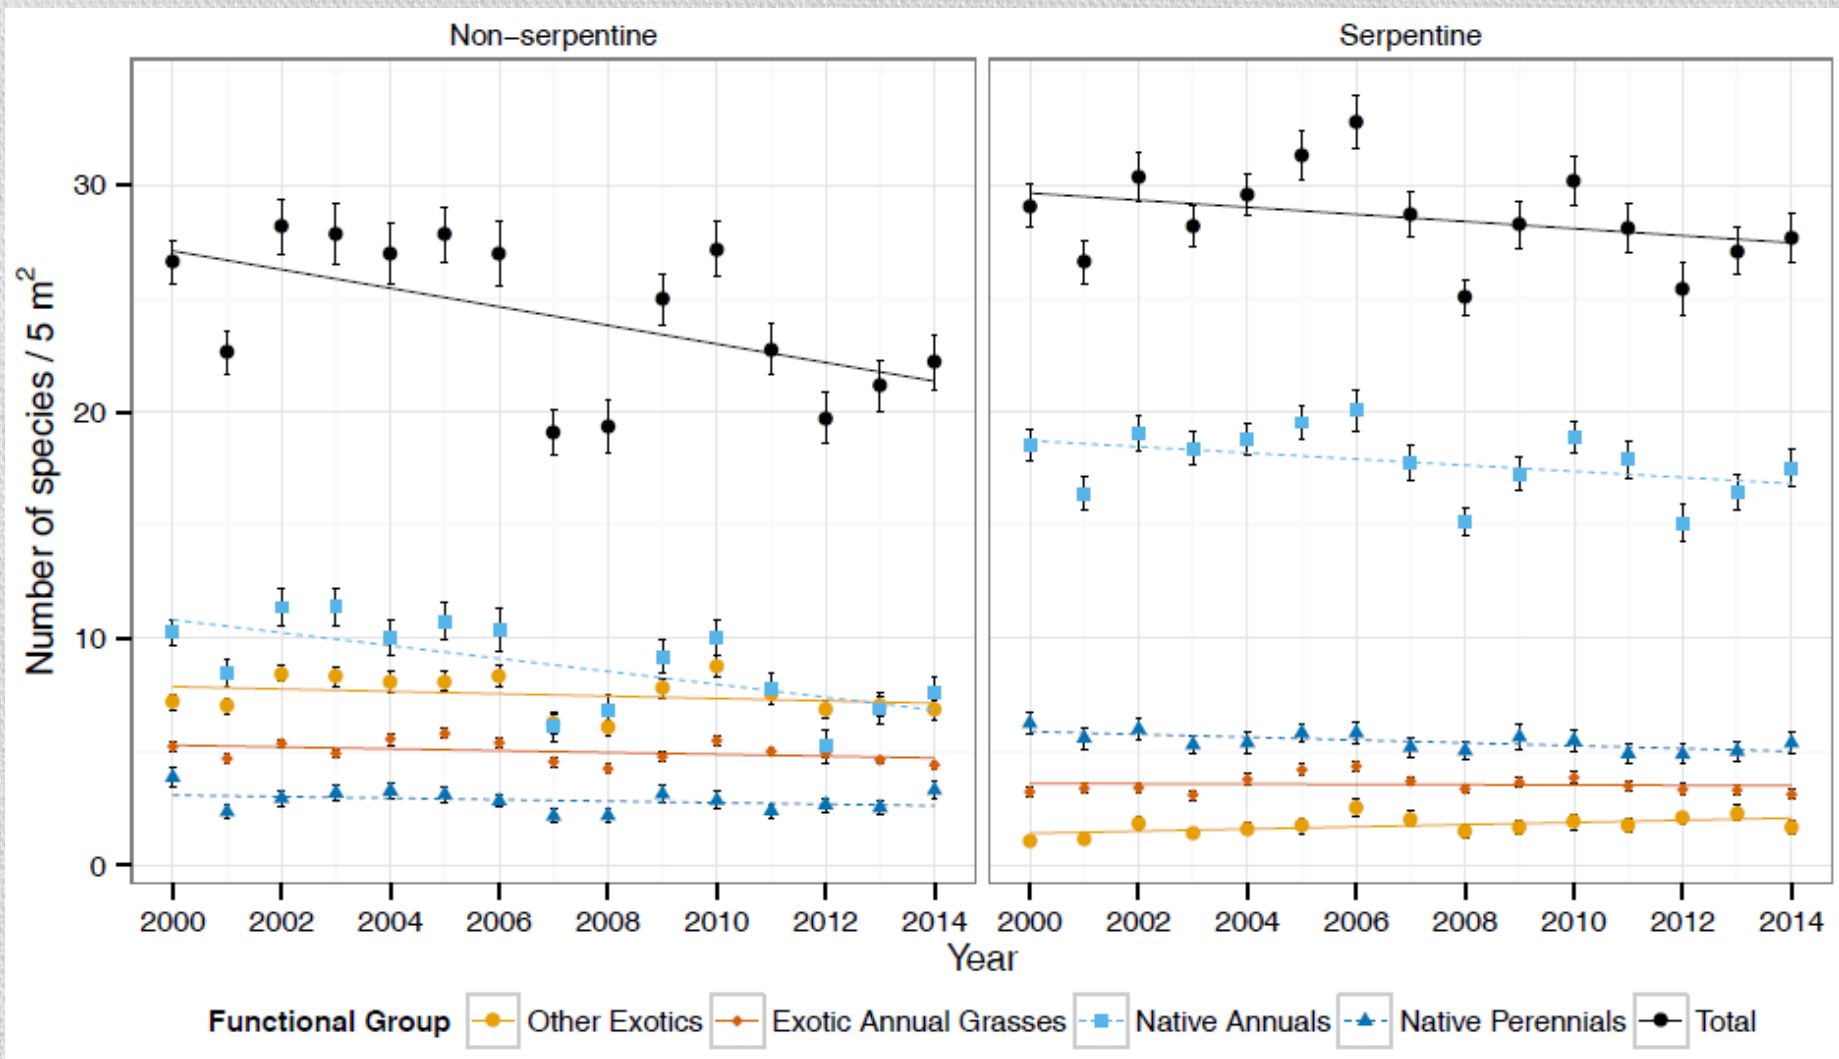 Non-serpentine
Serpentine
Number of species / 5 m²
30
20
10
0
2000 2002 2004 2006 2008 2010 2012 2014
2000 2002 2004 2006 2008 2010 2012 2014
Year
Functional Group Other Exotics Exotic Annual Grasses Native Annuals Native Perennials Total